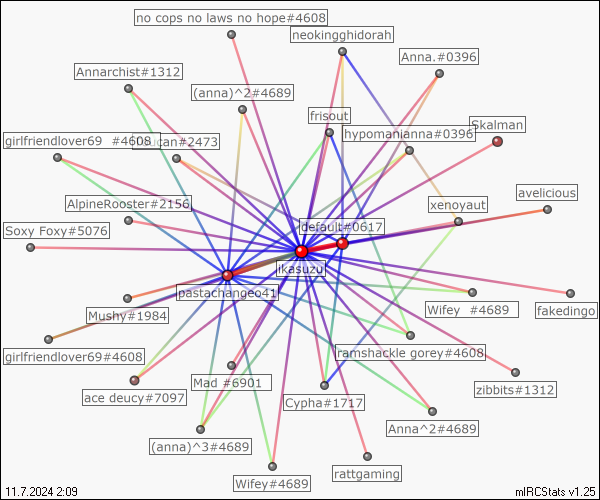 no cops no laws no hope#4608
neokingghidorah
Anna.#0396
Annarchist#1312
(anna)^2#4689
frisout
Skalman
hypomanianna#0396
girlfriendlover69 #4608
#2473
AlpineRooster#2156
xenoyaut
avelicious
default#0617
Soxy Foxy#5076
ikasuzu
pastachangeo41
Mushy#1984
Wifey #4689
fakedingo
girlfriendlover69#4608
ramshackle gorey#4608
Mad #6901
zibbits#1312
ace deucy#7097
Cypha#1717
Anna^2#4689
(anna)^3#4689
rattgaming
Wifey#4689
11.7.2024 2:09
mIRCStats v1.25